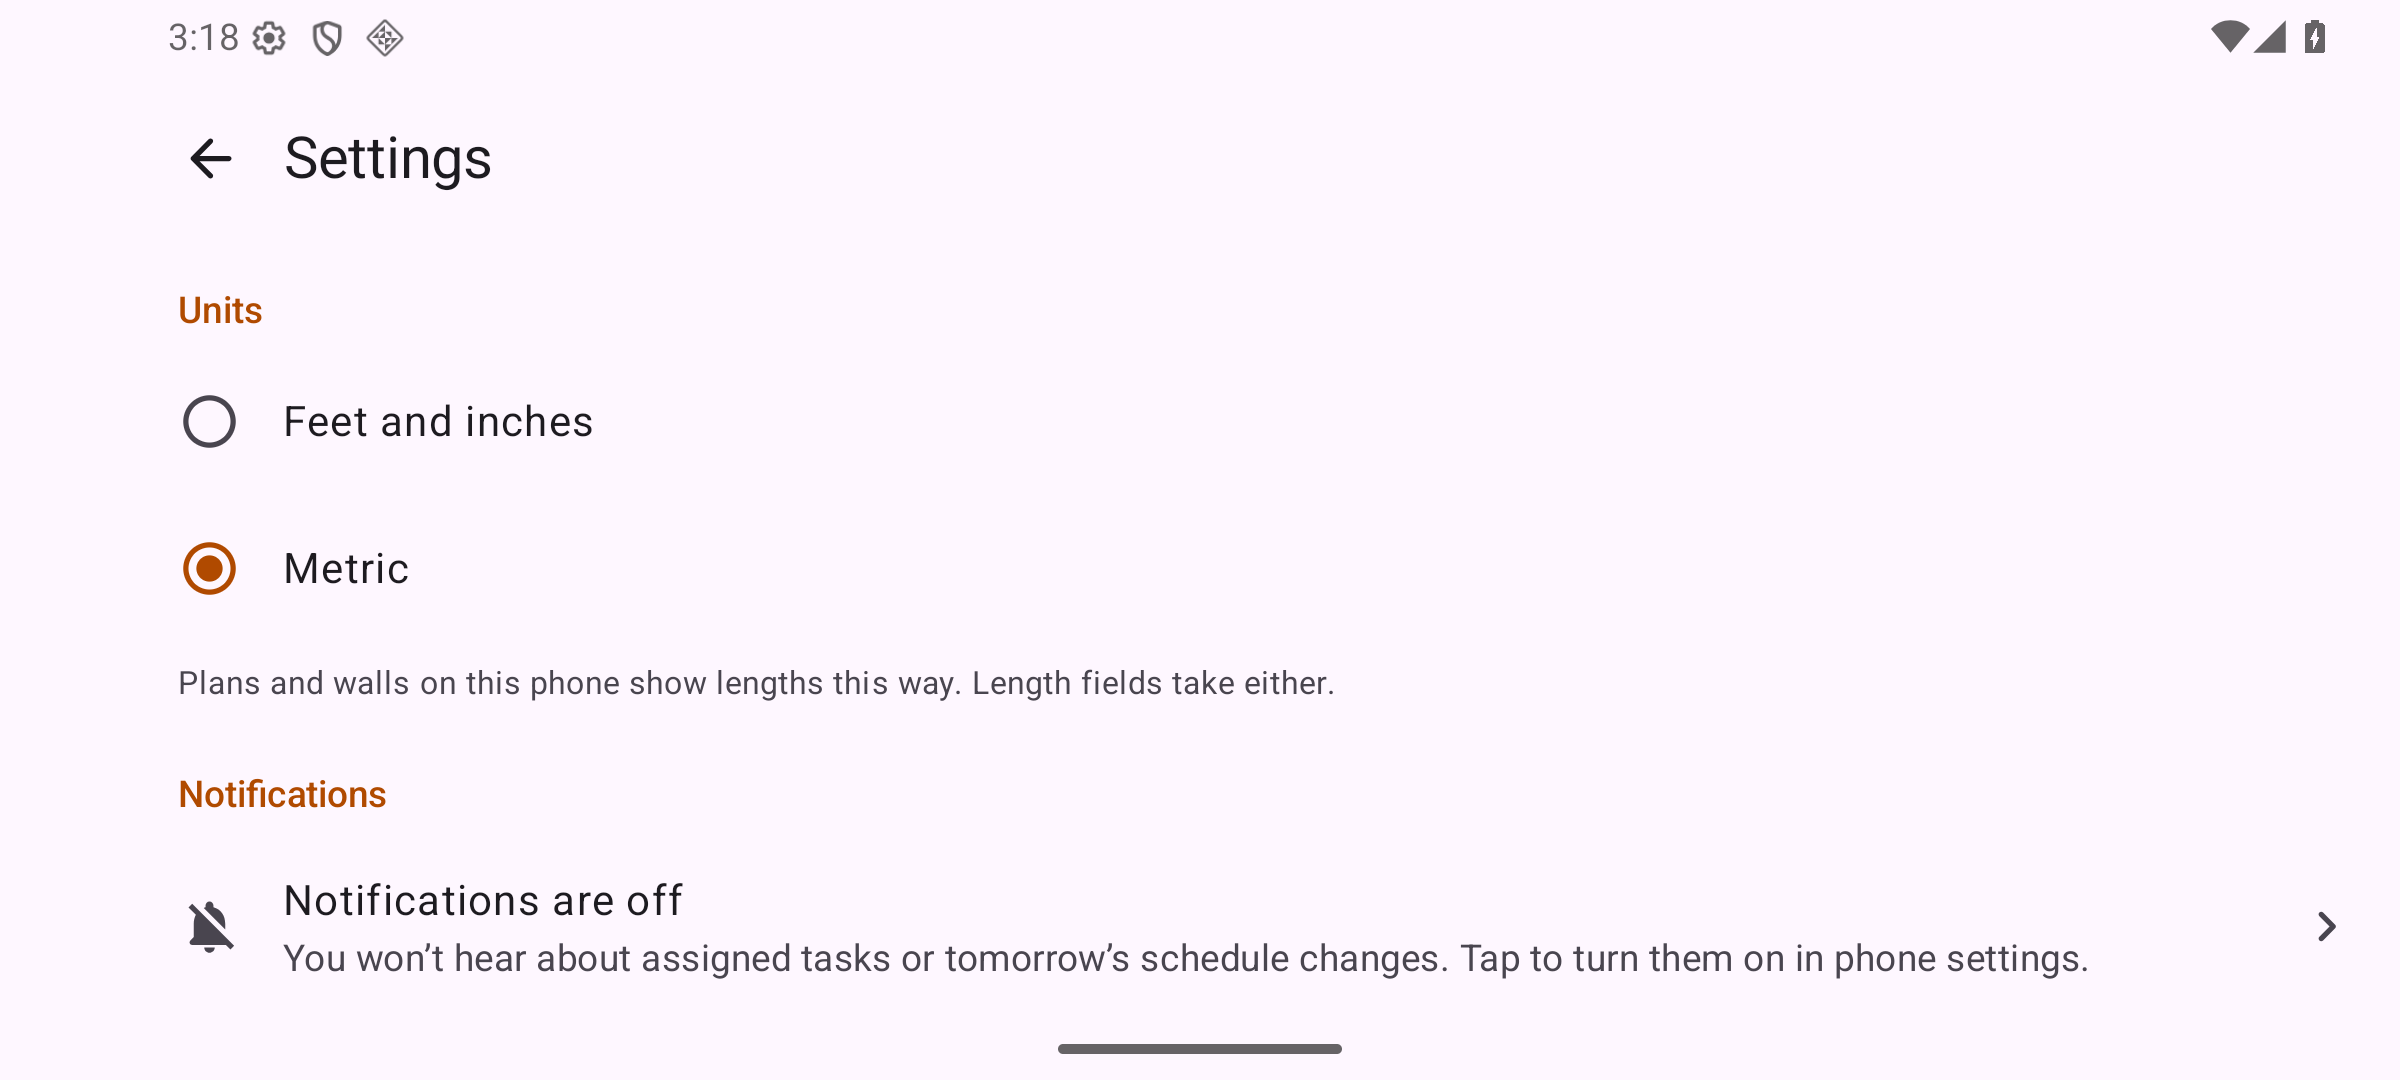 3:18
Settings
Units
Feet and inches
Metric
Plans and walls on this phone show lengths this way. Length fields take either.
Notifications
Notifications are off
You won’t hear about assigned tasks or tomorrow’s schedule changes. Tap to turn them on in phone settings.